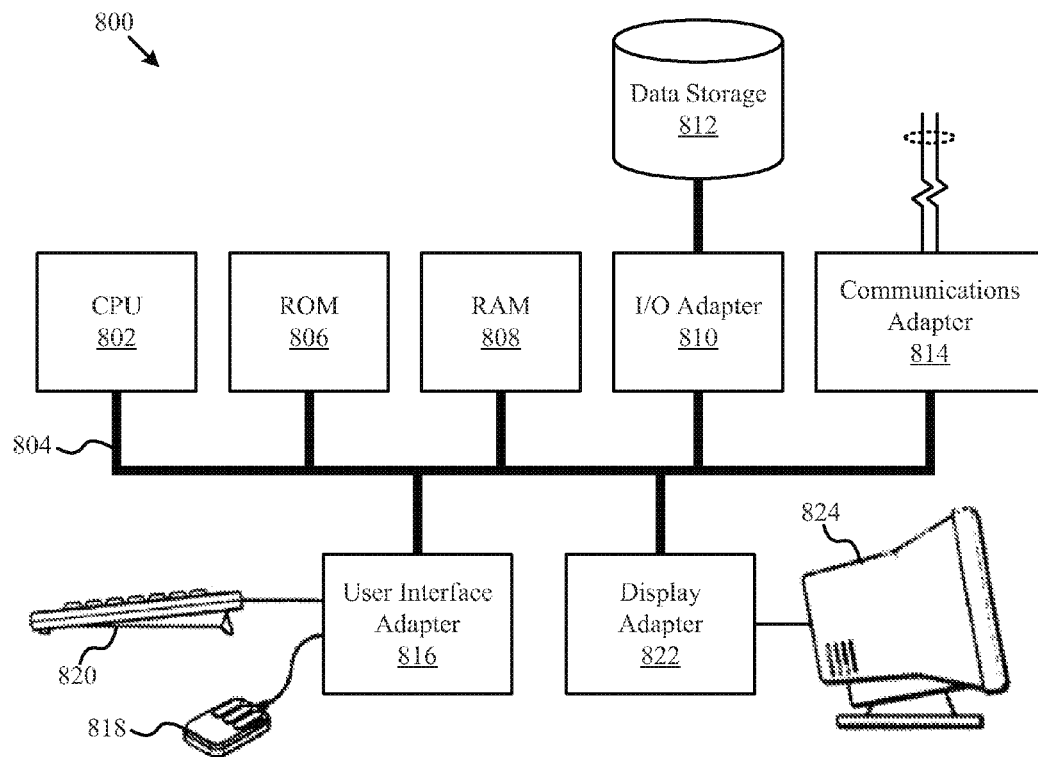 800
Data Storage
812
CPU
802
ROM
806
RAM
808
I/O Adapter
810
Communications
Adapter
814
804
824
User Interface
Adapter
816
Display
Adapter
822
820
818